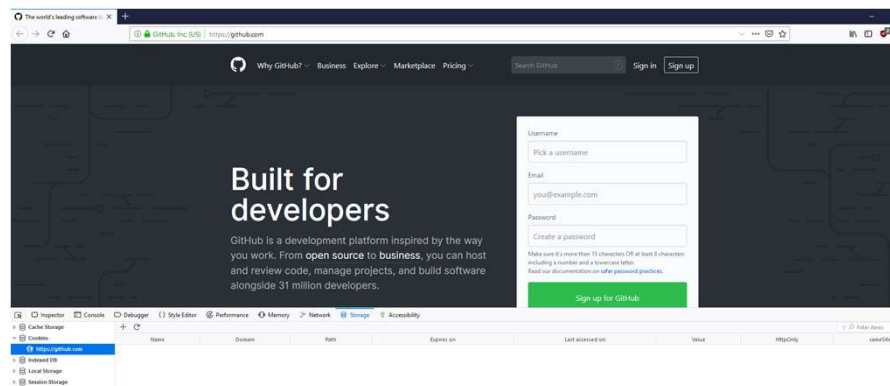 The world's leading software
GitHub, Inc. (US) https://github.com
Why GitHub? Business Explore Marketplace Pricing Search GitHub Sign in Sign up
Username
Pick a username
Email
you@example.com
Password
Create a password
Make sure it's more than 15 characters OR at least 8 characters
including a number and a lowercase letter.
Read our documentation on safer password practices.
Sign up for GitHub
Built for
developers
GitHub is a development platform inspired by the way
you work. From open source to business, you can host
and review code, manage projects, and build software
alongside 31 million developers.
Inspector Console Debugger {} Style Editor Performance Memory Network Storage Accessibility
Cache Storage
Cookies
https://github.com
Indexed DB
Local Storage
Session Storage
Filter items
Name Domain Path Expires on Last accessed on Value HttpOnly sameSite